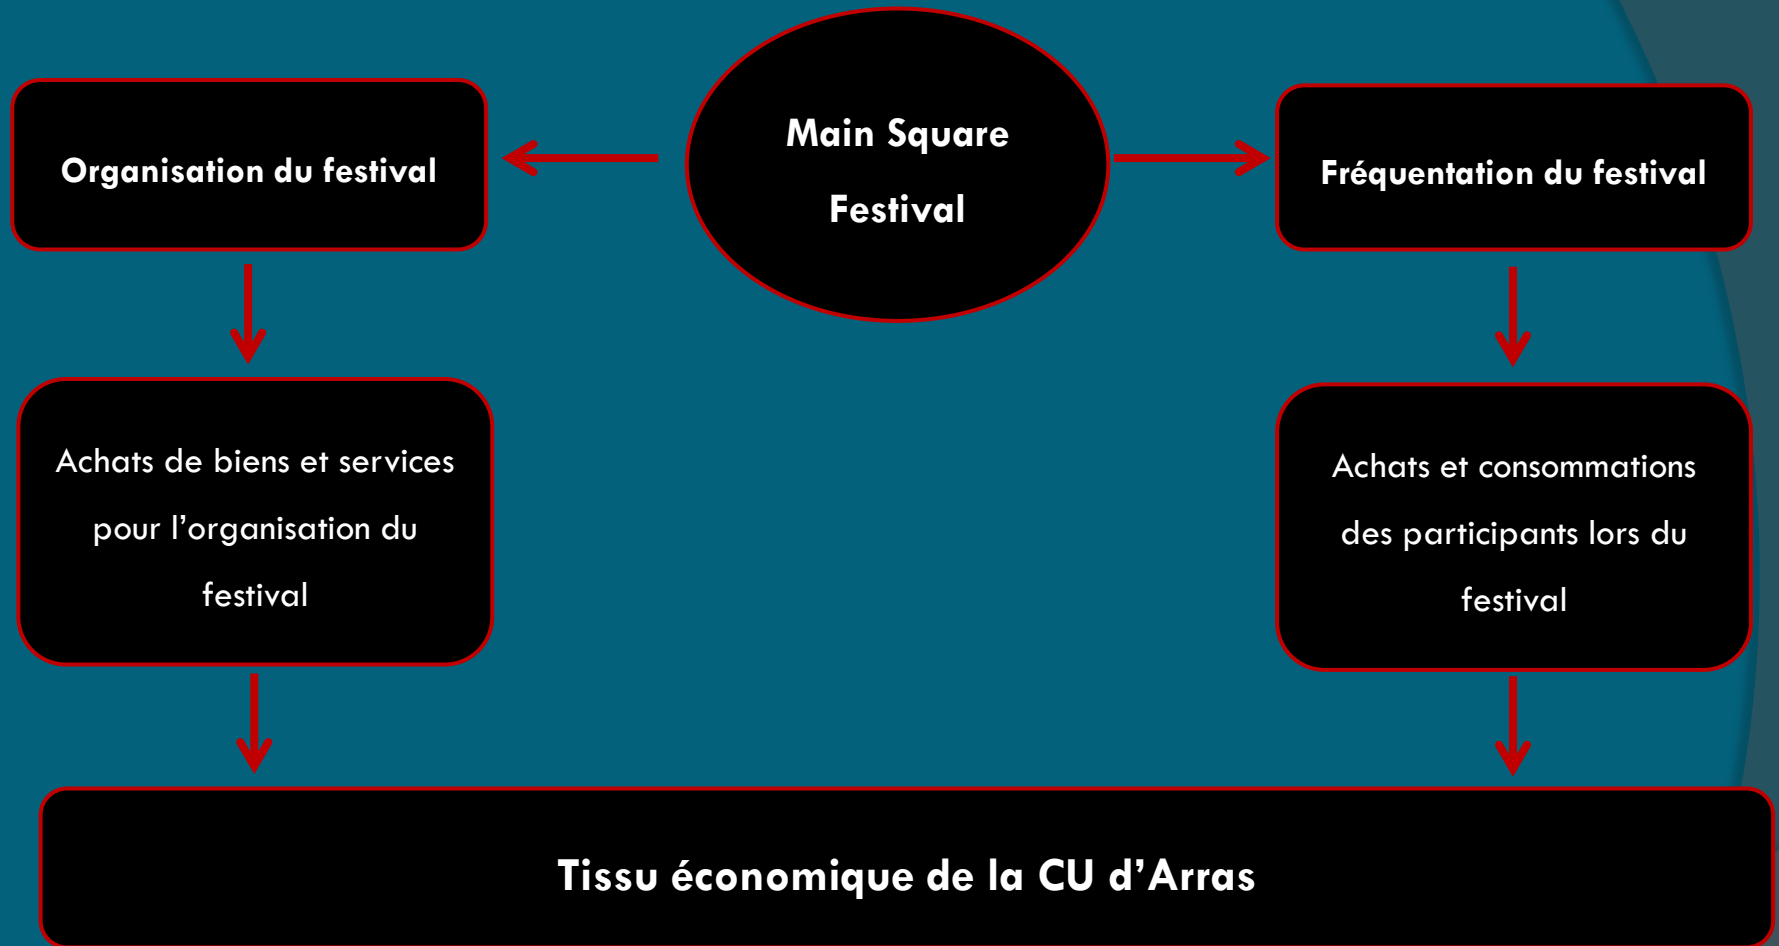 Main Square
Festival
Organisation du festival
Fréquentation du festival
Achats de biens et services
pour l’organisation du
festival
Achats et consommations
des participants lors du
festival
Tissu économique de la CU d’Arras